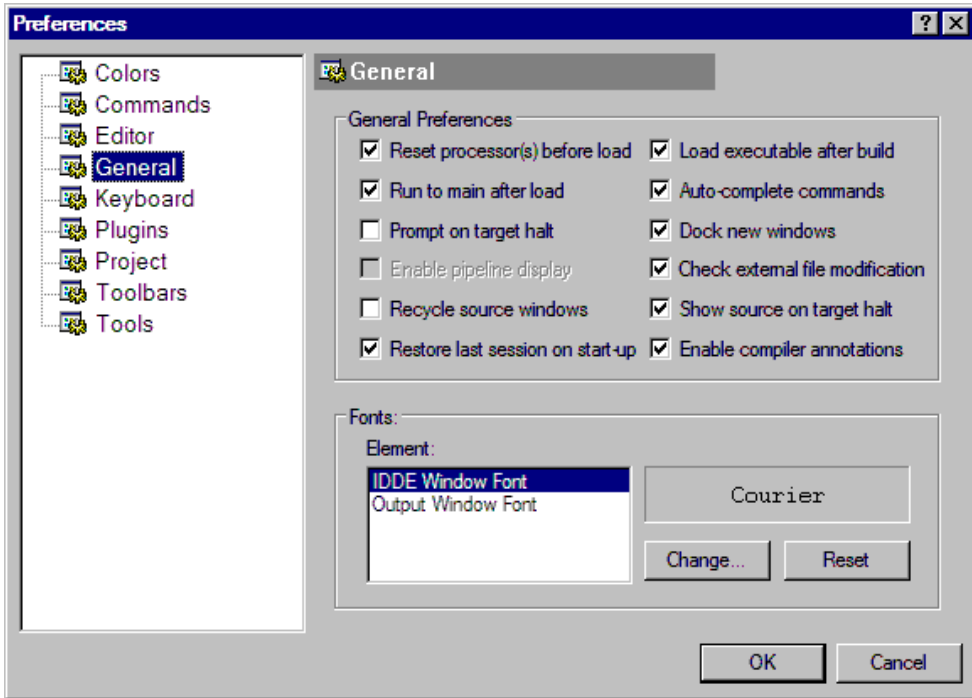 Preferences
Colors
Commands
Editor
General
Keyboard
Plugins
Project
Toolbars
Tools
General
General Preferences
Reset processor(s) before load
Load executable after build
Run to main after load
Auto-complete commands
Prompt on target halt
Dock new windows
Enable pipeline display
Check external file modification
Recycle source windows
Show source on target halt
Restore last session on start-up
Enable compiler annotations
Fonts:
Element:
IDDE Window Font
Output Window Font
Courier
Change...
Reset
OK
Cancel